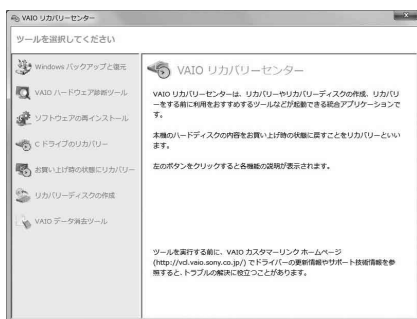 VAIO リカバリーセンター
ツールを選択してください
Windows バックアップと復元
VAIO ハードウェア診断ツール
ソフトウェアの再インストール
C ドライブのリカバリー
お買い上げ時の状態にリカバリー
リカバリーディスクの作成
VAIO データ消去ツール
VAIO リカバリーセンター
VAIO リカバリーセンターは、リカバリーやリカバリーディスクの作成、リカバリ
ーをする前に利用をおすすめするツールなどが起動できる統合アプリケーションで
す。
本機のハードディスクの内容をお買い上げ時の状態に戻すことをリカバリーといい
ます。
左のボタンをクリックすると各機能の説明が表示されます。
ツールを実行する前に、VAIO カスタマーリンク ホームページ
(http://vcl.vaio.sony.co.jp/) でドライバーの更新情報やサポート技術情報を参
照すると、トラブルの解決に役立つことがあります。